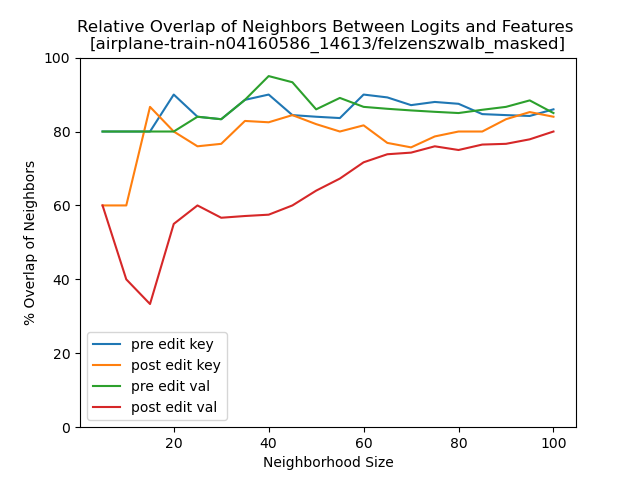 Relative Overlap of Neighbors Between Logits and Features
[airplane-train-n04160586_14613/felzenszwalb_masked]
100
80
60
40
20
0
% Overlap of Neighbors
pre edit key
post edit key
pre edit val
post edit val
20 40 60 80 100
Neighborhood Size